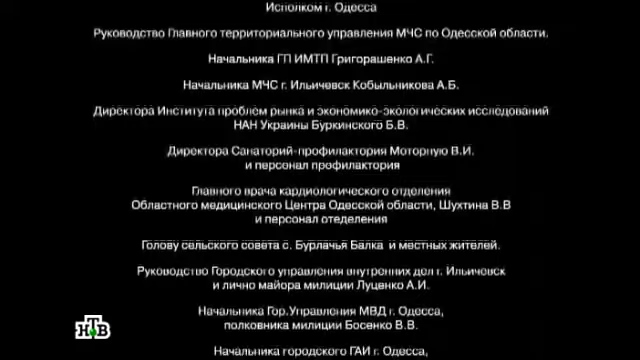 Исполком г. Одесса
Руководство Главного территориального управления МЧС по Одесской области.
Начальника ГП ИМТП Григорашенко А.Г.
Начальника МЧС г. Ильичевск Кобыльникова А.Б.
Директора Института проблем рынка и экономико-экологических исследований
НАН Украины Буркинского Б.В.
Директора Санаторий-профилактория Моторную В.И.
и персонал профилактория
Главного врача кардиологического отделения
Областного медицинского Центра Одесской области, Шухтина В.В
и персонал отеделения
Голову сельского совета с. Бурлачья Балка и местных жителей.
Руководство Городского управления внутренних дел г. Ильичевск
и лично майора милиции Луценко А.И.
Начальника Гор.Управления МВД г. Одесса,
полковника милиции Босенко В.В.
Начальника городского ГАИ г. Одесса,
НТВ